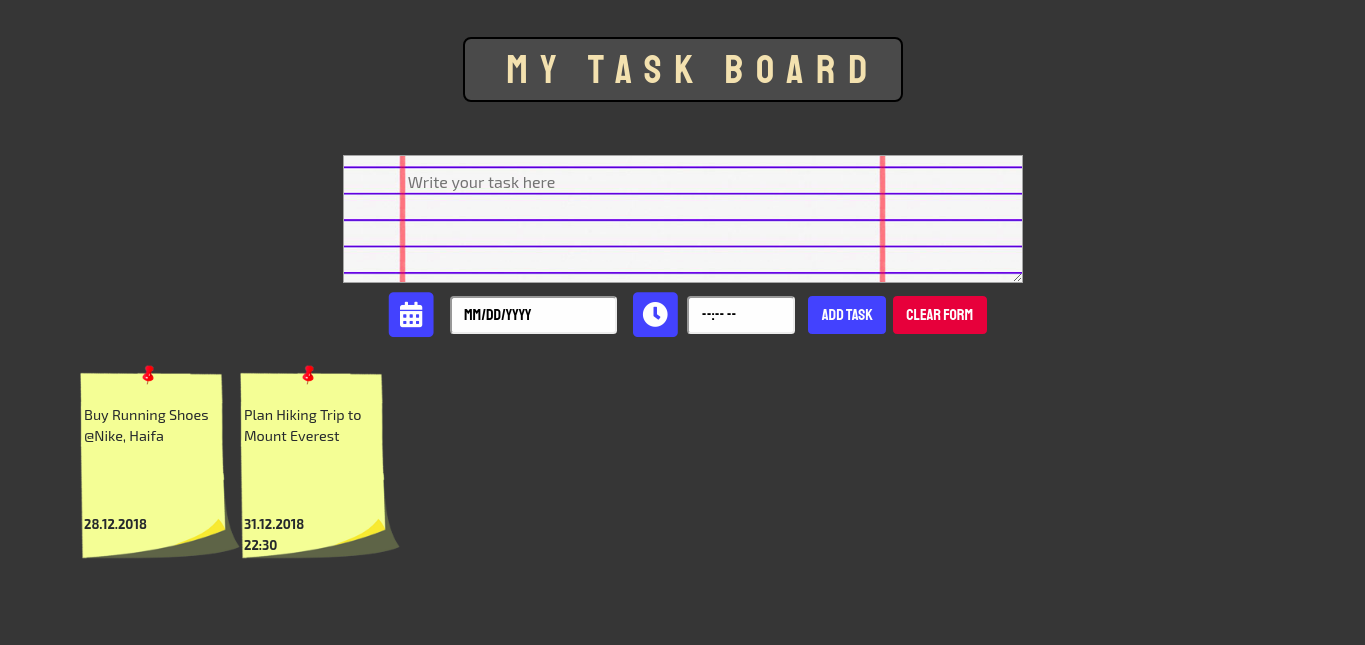 MY TASK BOARD
Write your task here
MM/DD/YYYY
--:-- --
ADD TASK
CLEAR FORM
Buy Running Shoes
@Nike, Haifa
28.12.2018
Plan Hiking Trip to
Mount Everest
31.12.2018
22:30